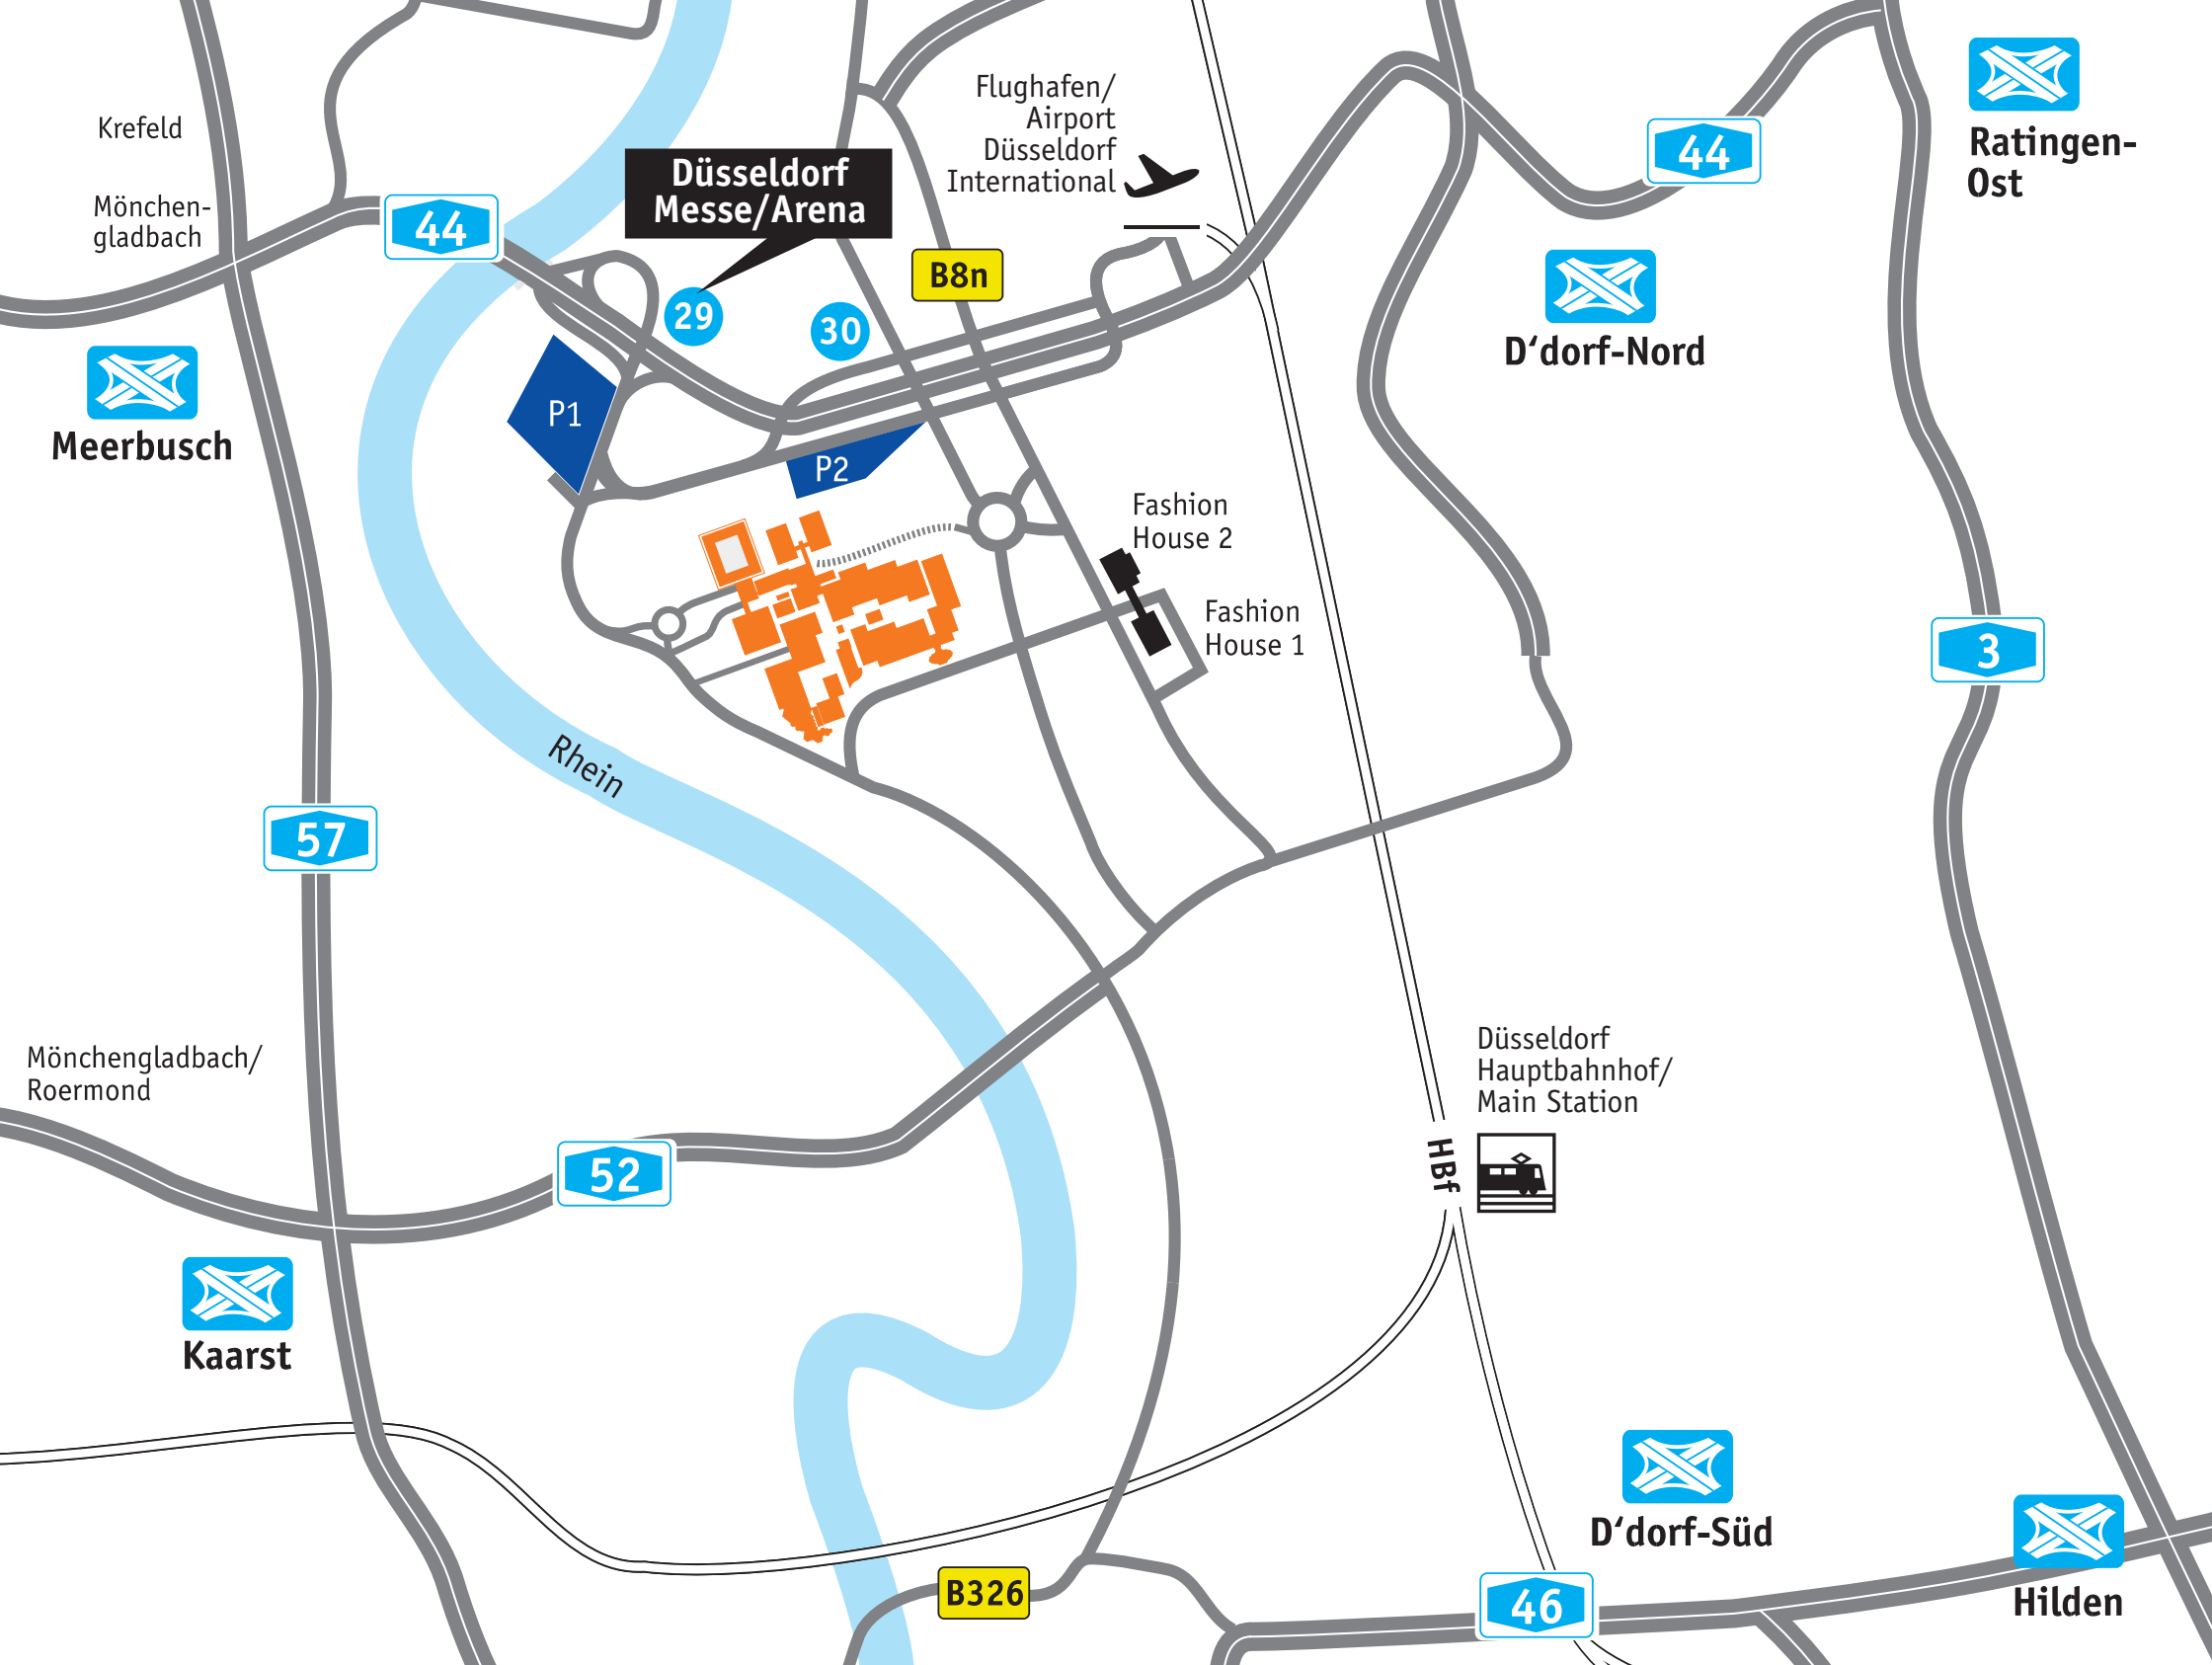 Krefeld
Mönchen-
gladbach
44
Düsseldorf
Messe/Arena
Flughafen/
Airport
Düsseldorf
International
B8n
44
Ratingen-
Ost
D‘dorf-Nord
29
30
Meerbusch
P1
P2
Fashion
House 2
Fashion
House 1
3
Rhein
57
Mönchengladbach/
Roermond
52
Düsseldorf
Hauptbahnhof/
Main Station
HBf
Kaarst
D‘dorf-Süd
B326
46
Hilden